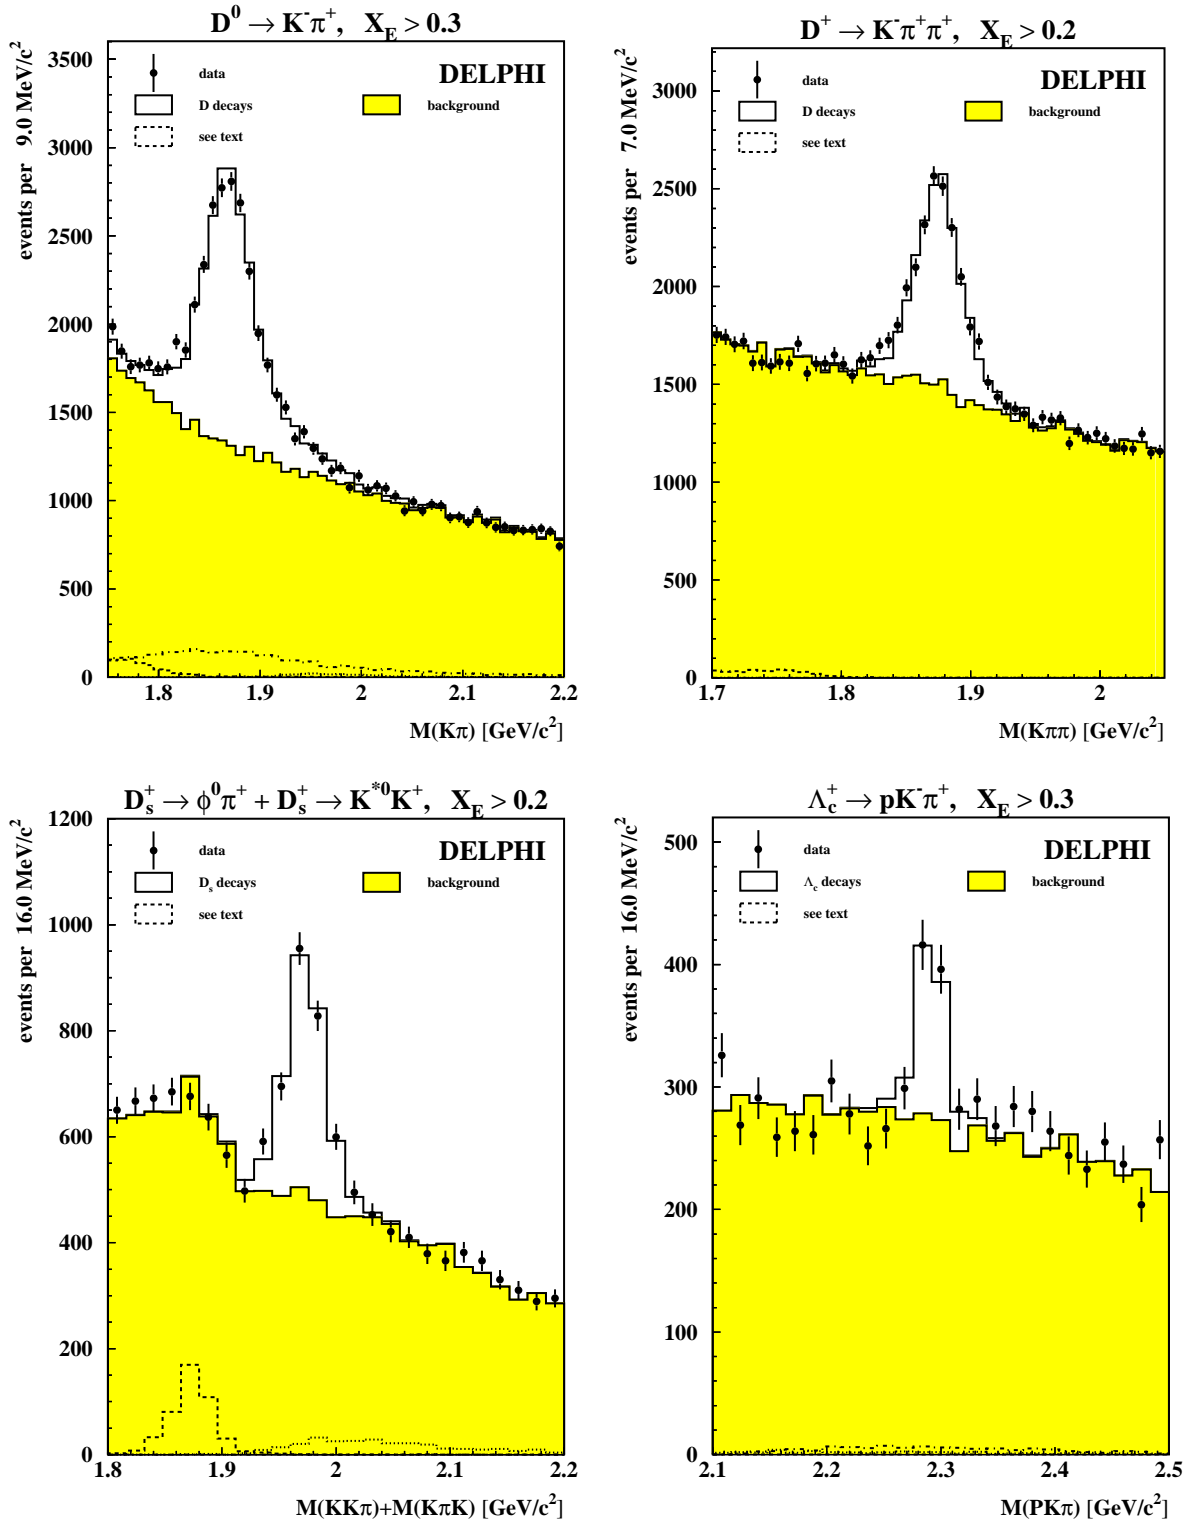 D⁰ → K⁻π⁺, X_E > 0.3
events per 9.0 MeV/c²
3500
3000
2500
2000
1500
1000
500
0
data
D decays
see text
background
DELPHI
1.8
1.9
2
2.1
2.2
M(Kπ) [GeV/c²]
D⁺ → K⁻π⁺π⁺, X_E > 0.2
events per 7.0 MeV/c²
3000
2500
2000
1500
1000
500
0
data
D decays
see text
background
DELPHI
1.7
1.8
1.9
2
M(Kππ) [GeV/c²]
D_s⁺ → ϕ⁰π⁺ + D_s⁺ → K*⁰K⁺, X_E > 0.2
events per 16.0 MeV/c²
1200
1000
800
600
400
200
0
data
D_s decays
see text
background
DELPHI
1.8
1.9
2
2.1
2.2
M(KKπ)+M(KπK) [GeV/c²]
Λ_c⁺ → pK⁻π⁺, X_E > 0.3
events per 16.0 MeV/c²
500
400
300
200
100
0
data
Λ_c decays
see text
background
DELPHI
2.1
2.2
2.3
2.4
2.5
M(PKπ) [GeV/c²]